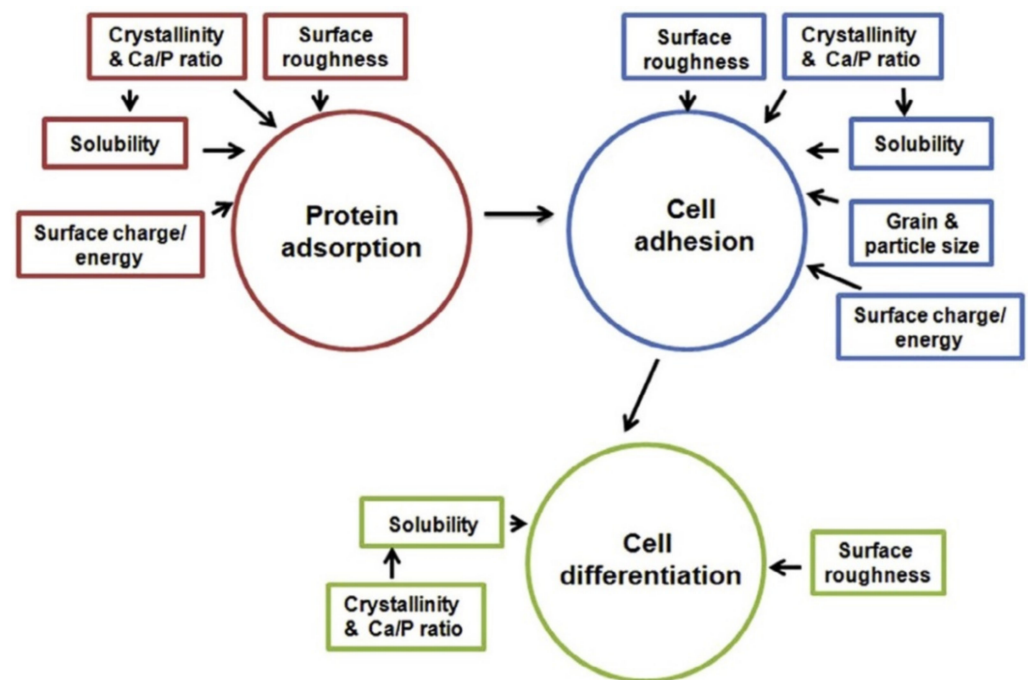 Crystallinity
& Ca/P ratio
Surface
roughness
Solubility
Surface charge/
energy
Protein
adsorption
Surface
roughness
Crystallinity
& Ca/P ratio
Solubility
Grain &
particle size
Surface charge/
energy
Cell
adhesion
Solubility
Crystallinity
& Ca/P ratio
Cell
differentiation
Surface
roughness